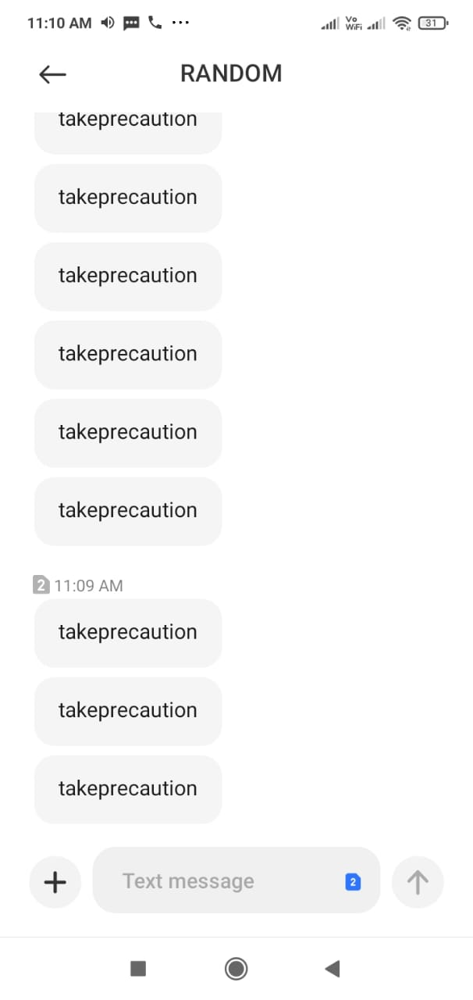 11:10 AM
Vo
WiFi
31
RANDOM
takeprecaution
takeprecaution
takeprecaution
takeprecaution
takeprecaution
takeprecaution
2 11:09 AM
takeprecaution
takeprecaution
takeprecaution
Text message
2